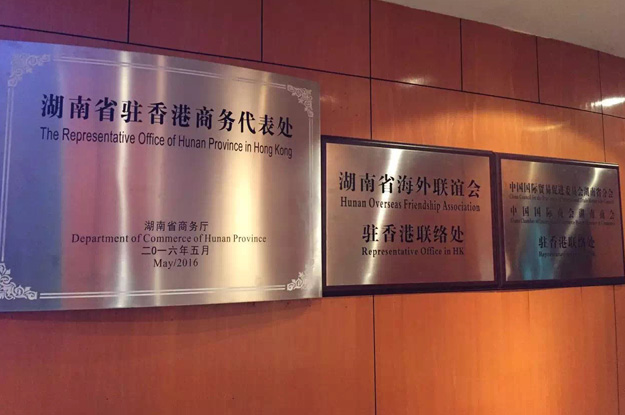 湖南省驻香港商务代表处
The Representative Office of Hunan Province in Hong Kong
湖南省商务厅
Department of Commerce of Hunan Province
二〇一六年五月
May/2016
湖南省海外联谊会
Hunan Overseas Friendship Association
驻香港联络处
Representative Office in HK
中国国际贸易促进委员会湖南省分会
中国国际商会湖南商会
驻香港联络处